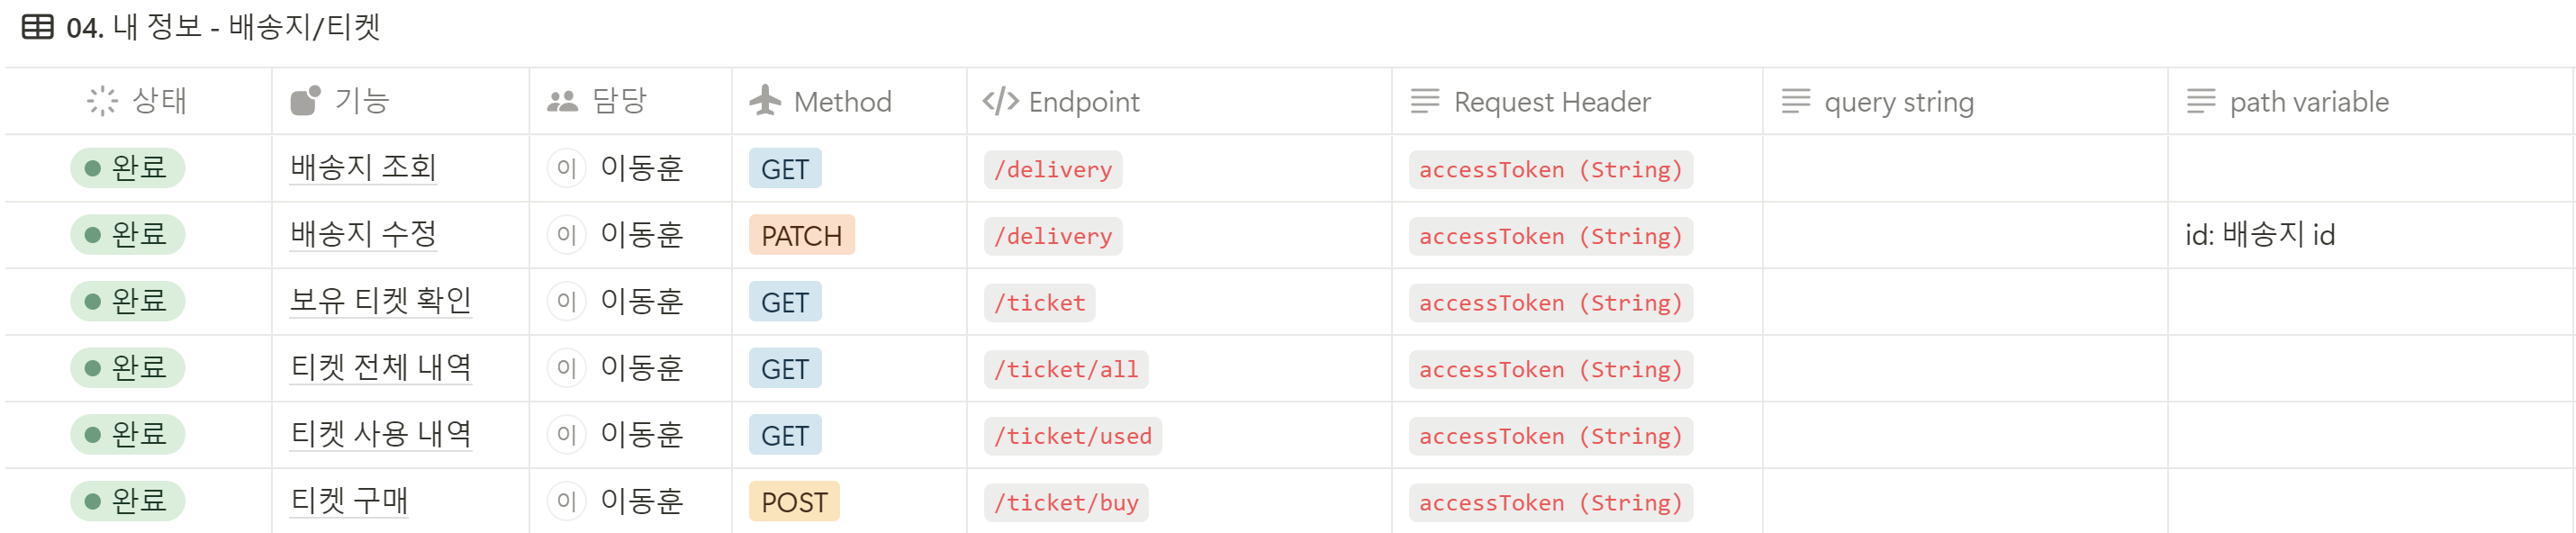 04. 내 정보 - 배송지/티켓
상태 기능 담당 Method Endpoint Request Header query string path variable
완료 배송지 조회 이 이동훈 GET /delivery accessToken (String)
완료 배송지 수정 이 이동훈 PATCH /delivery accessToken (String) id: 배송지 id
완료 보유 티켓 확인 이 이동훈 GET /ticket accessToken (String)
완료 티켓 전체 내역 이 이동훈 GET /ticket/all accessToken (String)
완료 티켓 사용 내역 이 이동훈 GET /ticket/used accessToken (String)
완료 티켓 구매 이 이동훈 POST /ticket/buy accessToken (String)